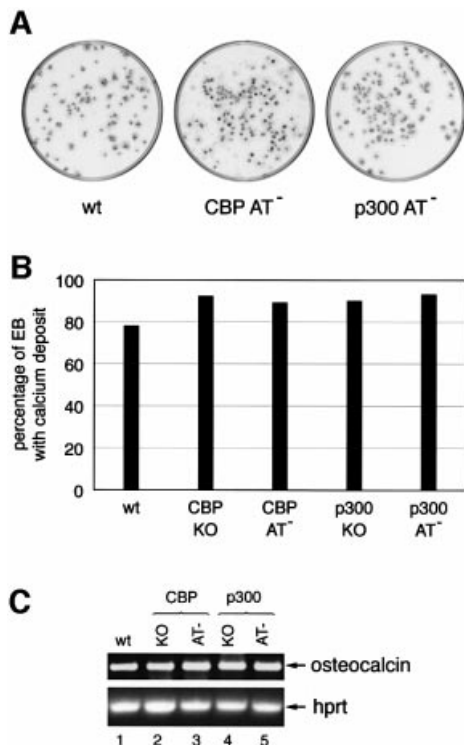 A
wt
CBP AT⁻
p300 AT⁻
B
percentage of EB
with calcium deposit
100
80
60
40
20
0
wt
CBP KO
CBP AT⁻
p300 KO
p300 AT⁻
C
CBP
p300
wt
KO
AT-
KO
AT-
osteocalcin
hprt
1 2 3 4 5